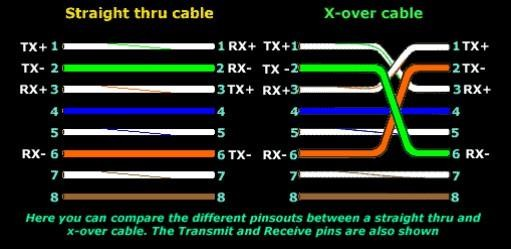 Straight thru cable
X-over cable
TX+ 1 1 RX+ TX+ 1 1 TX+
TX- 2 2 RX- TX - 2 2 TX-
RX+ 3 3 TX+ RX+ 3 3 RX+
4 4 4 4
5 5 5 5
RX- 6 6 TX- RX- 6 6 RX-
7 7 7 7
8 8 8 8
Here you can compare the different pinsouts between a straight thru and
x-over cable. The Transmit and Receive pins are also shown